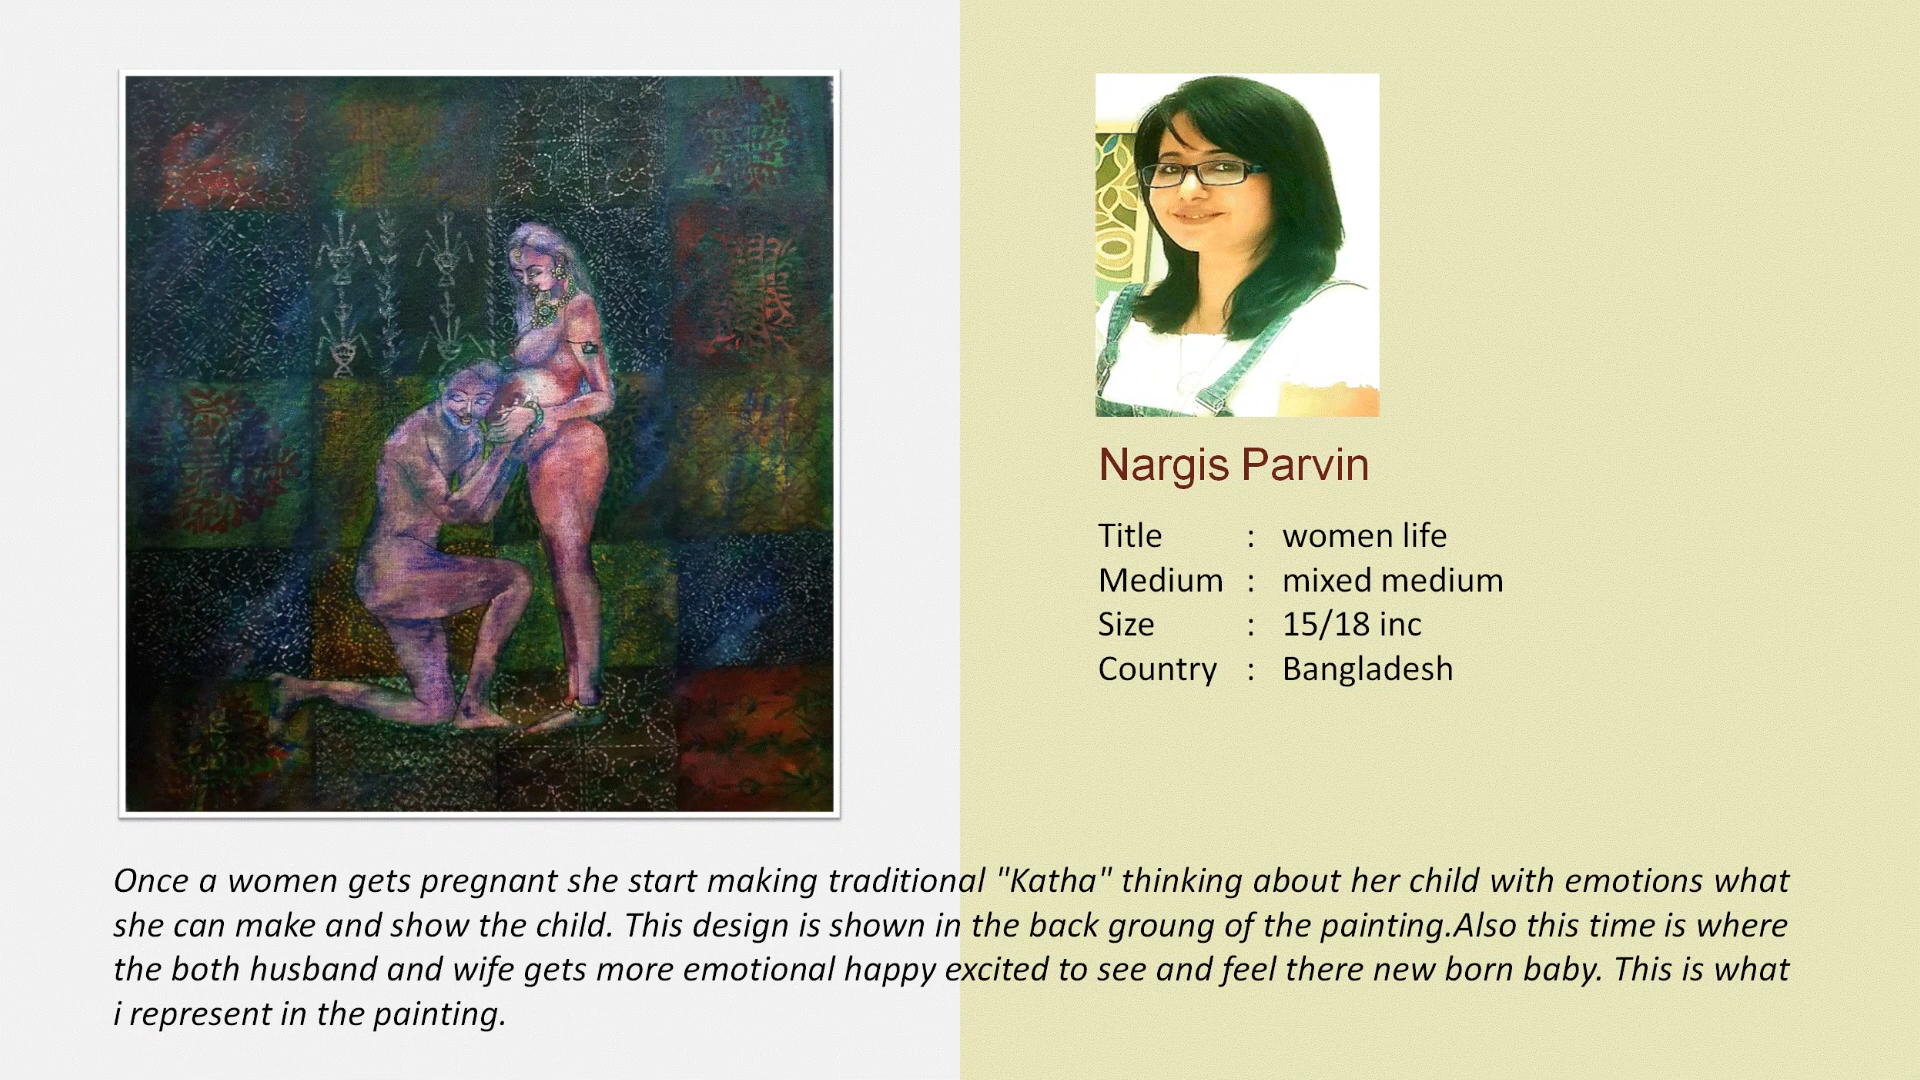 Nargis Parvin
Title : women life
Medium : mixed medium
Size : 15/18 inc
Country : Bangladesh
Once a women gets pregnant she start making traditional "Katha" thinking about her child with emotions what
she can make and show the child. This design is shown in the back groung of the painting.Also this time is where
the both husband and wife gets more emotional happy excited to see and feel there new born baby. This is what
i represent in the painting.